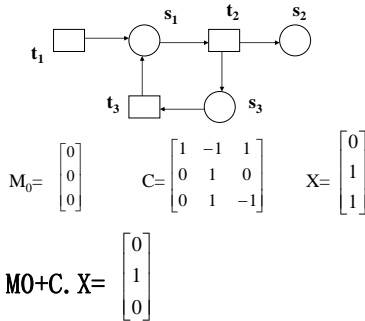 s1 t2 s2
t1
t3 s3
M0= [0 0 0] C= [1 -1 1 0 1 0 0 1 -1] X= [0 1 1]
M0+C.X= [0 1 0]